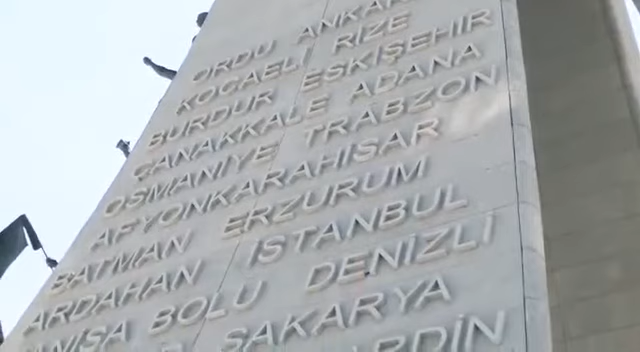 ORDU ANKARA
KOCAELİ RİZE
BURDUR ESKİŞEHİR
ÇANAKKALE ADANA
OSMANİYE TRABZON
AFYONKARAHİSAR
BATMAN ERZURUM
ARDAHAN İSTANBUL
MANİSA BOLU DENİZLİ
SAKARYA
MARDİN